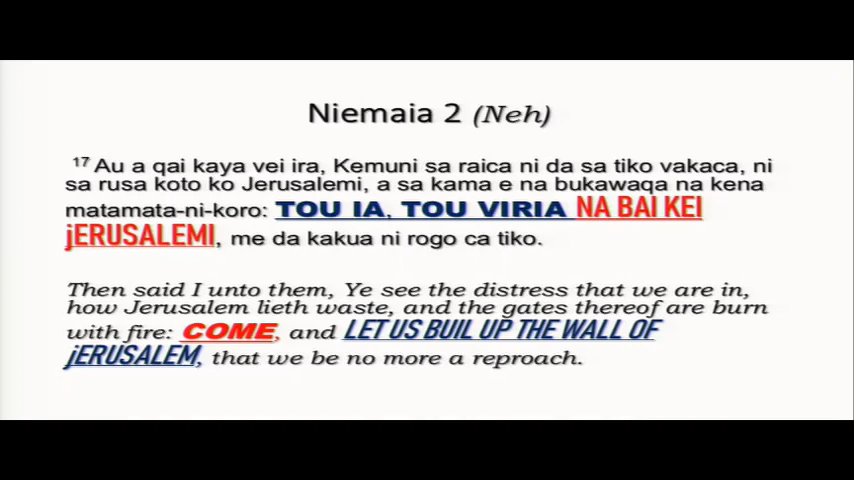 Niemaia 2 (Neh)
17 Au a qai kaya vei ira, Kemuni sa raica ni da sa tiko vakaca, ni
sa rusa koto ko Jerusalemi, a sa kama e na bukawaqa na kena
matamata-ni-koro: TOU IA, TOU VIRIA NA BAI KEI
jERUSALEMI, me da kakua ni rogo ca tiko.
Then said I unto them, Ye see the distress that we are in,
how Jerusalem lieth waste, and the gates thereof are burn
with fire: COME, and LET US BUIL UP THE WALL OF
jERUSALEM, that we be no more a reproach.